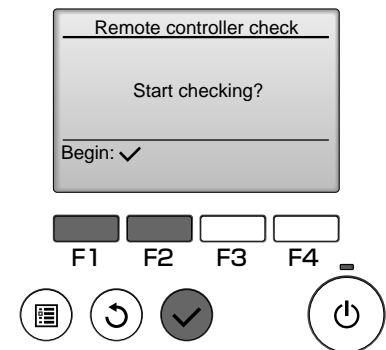 Remote controller check
Start checking?
Begin: ✓
F1 F2 F3 F4